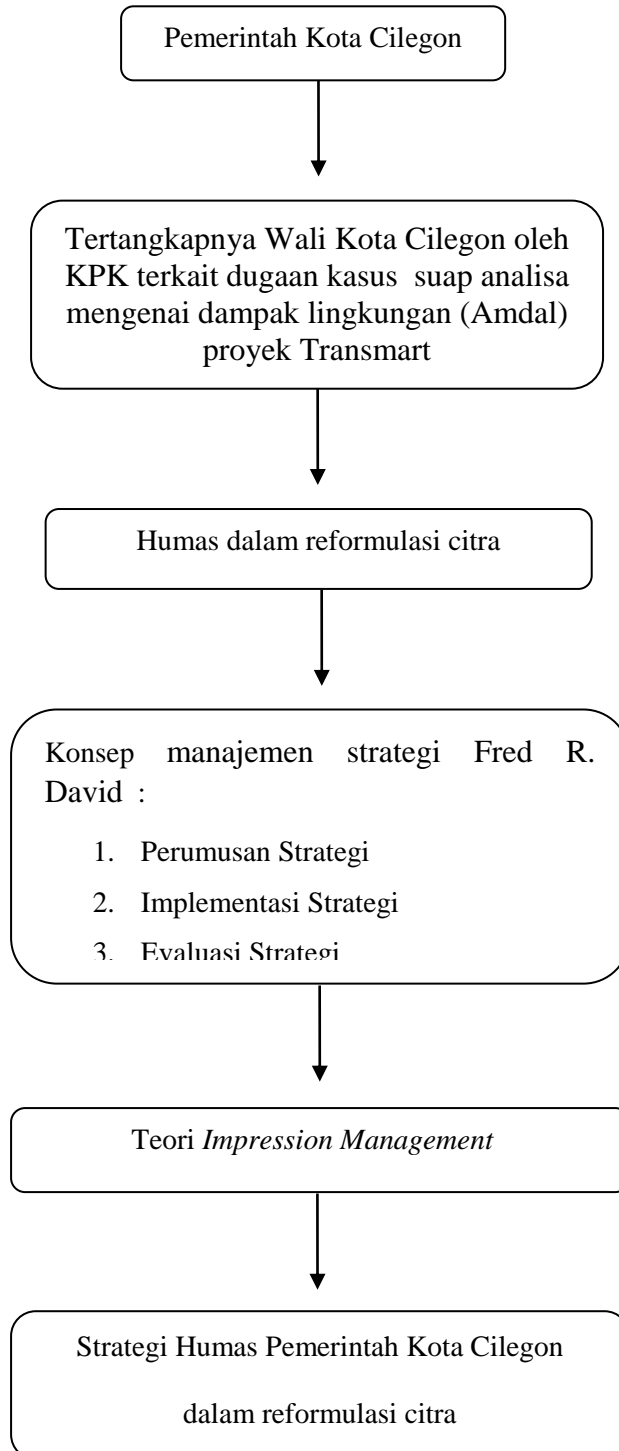 Pemerintah Kota Cilegon
Tertangkapnya Wali Kota Cilegon oleh
KPK terkait dugaan kasus suap analisa
mengenai dampak lingkungan (Amdal)
proyek Transmart
Humas dalam reformulasi citra
Konsep manajemen strategi Fred R.
David :
1. Perumusan Strategi
2. Implementasi Strategi
3. Evaluasi Strategi
Teori Impression Management
Strategi Humas Pemerintah Kota Cilegon
dalam reformulasi citra